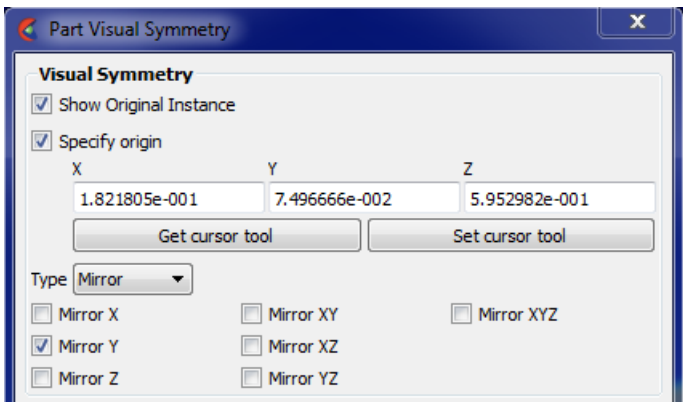 Part Visual Symmetry
x
Visual Symmetry
Show Original Instance
Specify origin
X Y Z
1.821805e-001 7.496666e-002 5.952982e-001
Get cursor tool Set cursor tool
Type Mirror
Mirror X Mirror XY Mirror XYZ
Mirror Y Mirror XZ
Mirror Z Mirror YZ